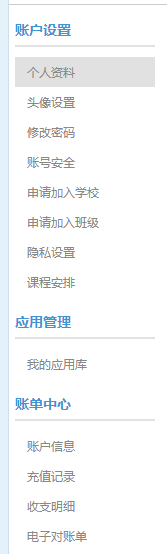 账户设置
个人资料
头像设置
修改密码
账号安全
申请加入学校
申请加入班级
隐私设置
课程安排
应用管理
我的应用库
账单中心
账户信息
充值记录
收支明细
电子对账单